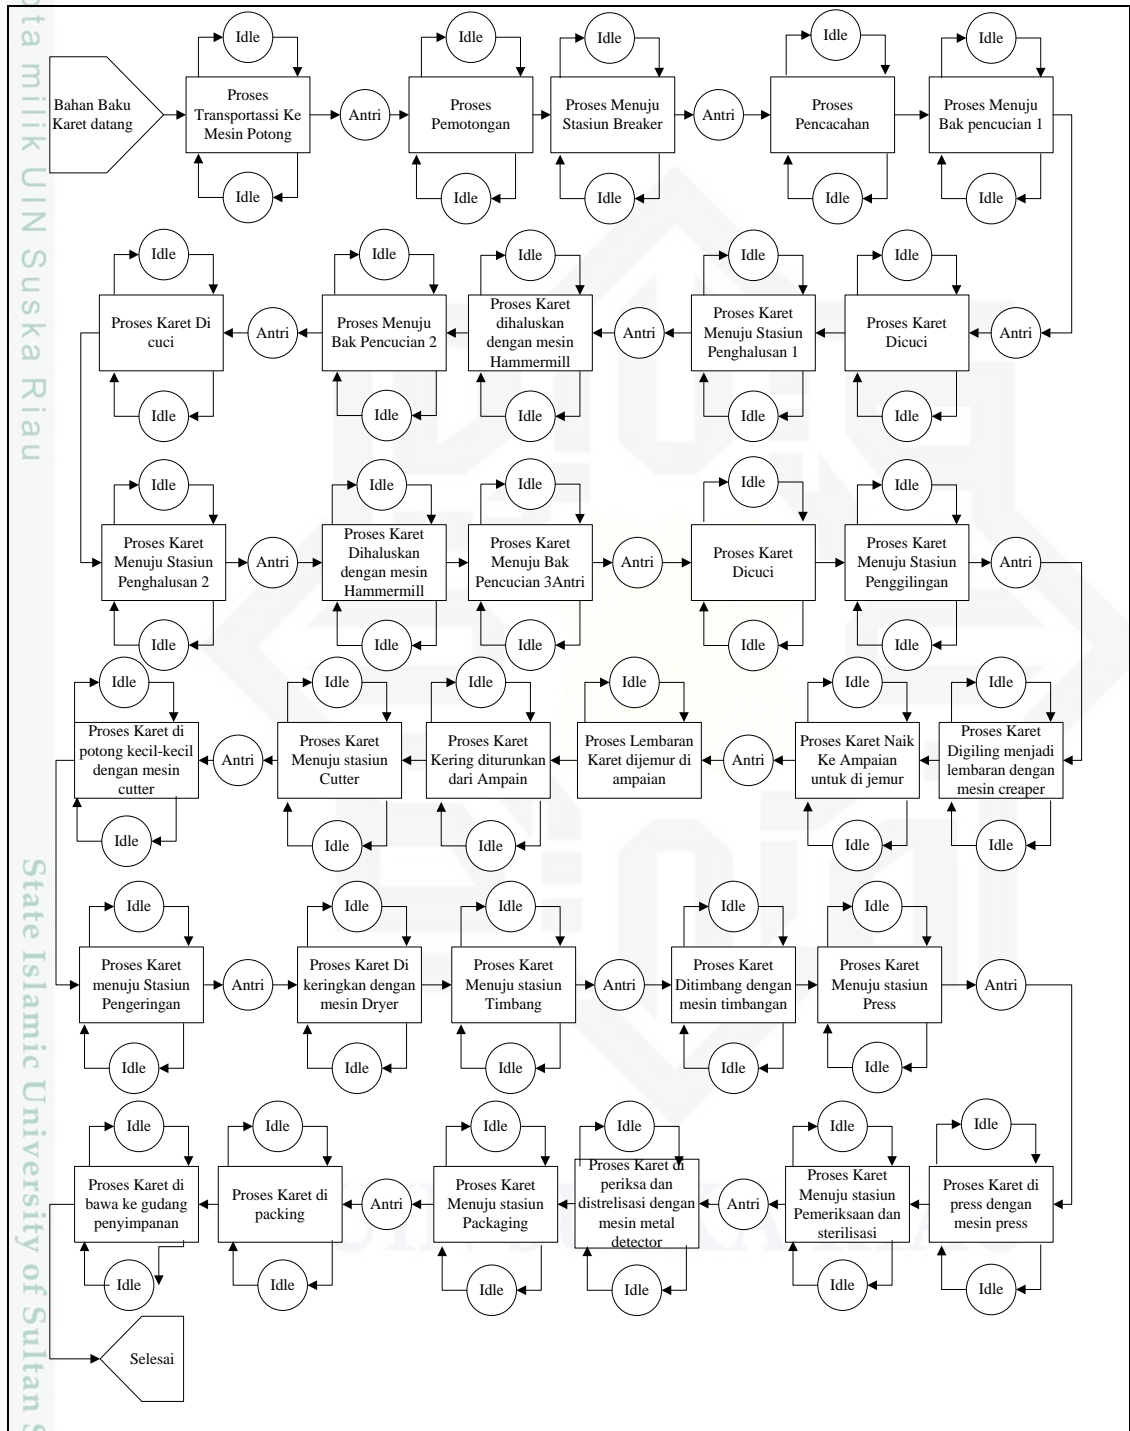 ota milik UIN Suska Riau
State Islamic University of Sultan S
Idle
Idle
Idle
Idle
Idle
Bahan Baku
Karet datang
Proses
Transportassi Ke
Mesin Potong
Antri
Proses
Pemotongan
Proses Menuju
Stasiun Breaker
Antri
Proses
Pencacahan
Proses Menuju
Bak pencucian 1
Idle
Idle
Idle
Idle
Idle
Idle
Idle
Idle
Idle
Idle
Proses Karet Di
cuci
Antri
Proses Menuju
Bak Pencucian 2
Proses Karet
dihaluskan
dengan mesin
Hammermill
Antri
Proses Karet
Menuju Stasiun
Penghalusan 1
Proses Karet
Dicuci
Antri
Idle
Idle
Idle
Idle
Idle
Idle
Idle
Idle
Idle
Idle
Proses Karet
Menuju Stasiun
Penghalusan 2
Antri
Proses Karet
Dihaluskan
dengan mesin
Hammermill
Proses Karet
Menuju Bak
Pencucian 3Antri
Antri
Proses Karet
Dicuci
Proses Karet
Menuju Stasiun
Penggilingan
Antri
Idle
Idle
Idle
Idle
Idle
Idle
Idle
Idle
Idle
Idle
Idle
Proses Karet di
potong kecil-kecil
dengan mesin
cutter
Antri
Proses Karet
Menuju stasiun
Cutter
Proses Karet
Kering diturunkan
dari Ampain
Proses Lembaran
Karet dijemur di
ampaian
Antri
Proses Karet Naik
Ke Ampaian
untuk di jemur
Proses Karet
Digiling menjadi
lembaran dengan
mesin creaper
Idle
Idle
Idle
Idle
Idle
Idle
Idle
Idle
Idle
Idle
Proses Karet
menuju Stasiun
Pengeringan
Antri
Proses Karet Di
keringkan dengan
mesin Dryer
Proses Karet
Menuju stasiun
Timbang
Antri
Proses Karet
Ditimbang dengan
mesin timbangan
Proses Karet
Menuju stasiun
Press
Antri
Idle
Idle
Idle
Idle
Idle
Idle
Idle
Idle
Idle
Idle
Idle
Proses Karet di
bawa ke gudang
penyimpanan
Proses Karet di
packing
Antri
Proses Karet
Menuju stasiun
Packaging
Proses Karet di
periksa dan
distrelisasi dengan
mesin metal
detector
Antri
Proses Karet
Menuju stasiun
Pemeriksaan dan
sterilisasi
Proses Karet di
press dengan
mesin press
Idle
Idle
Idle
Idle
Idle
Idle
Selesai